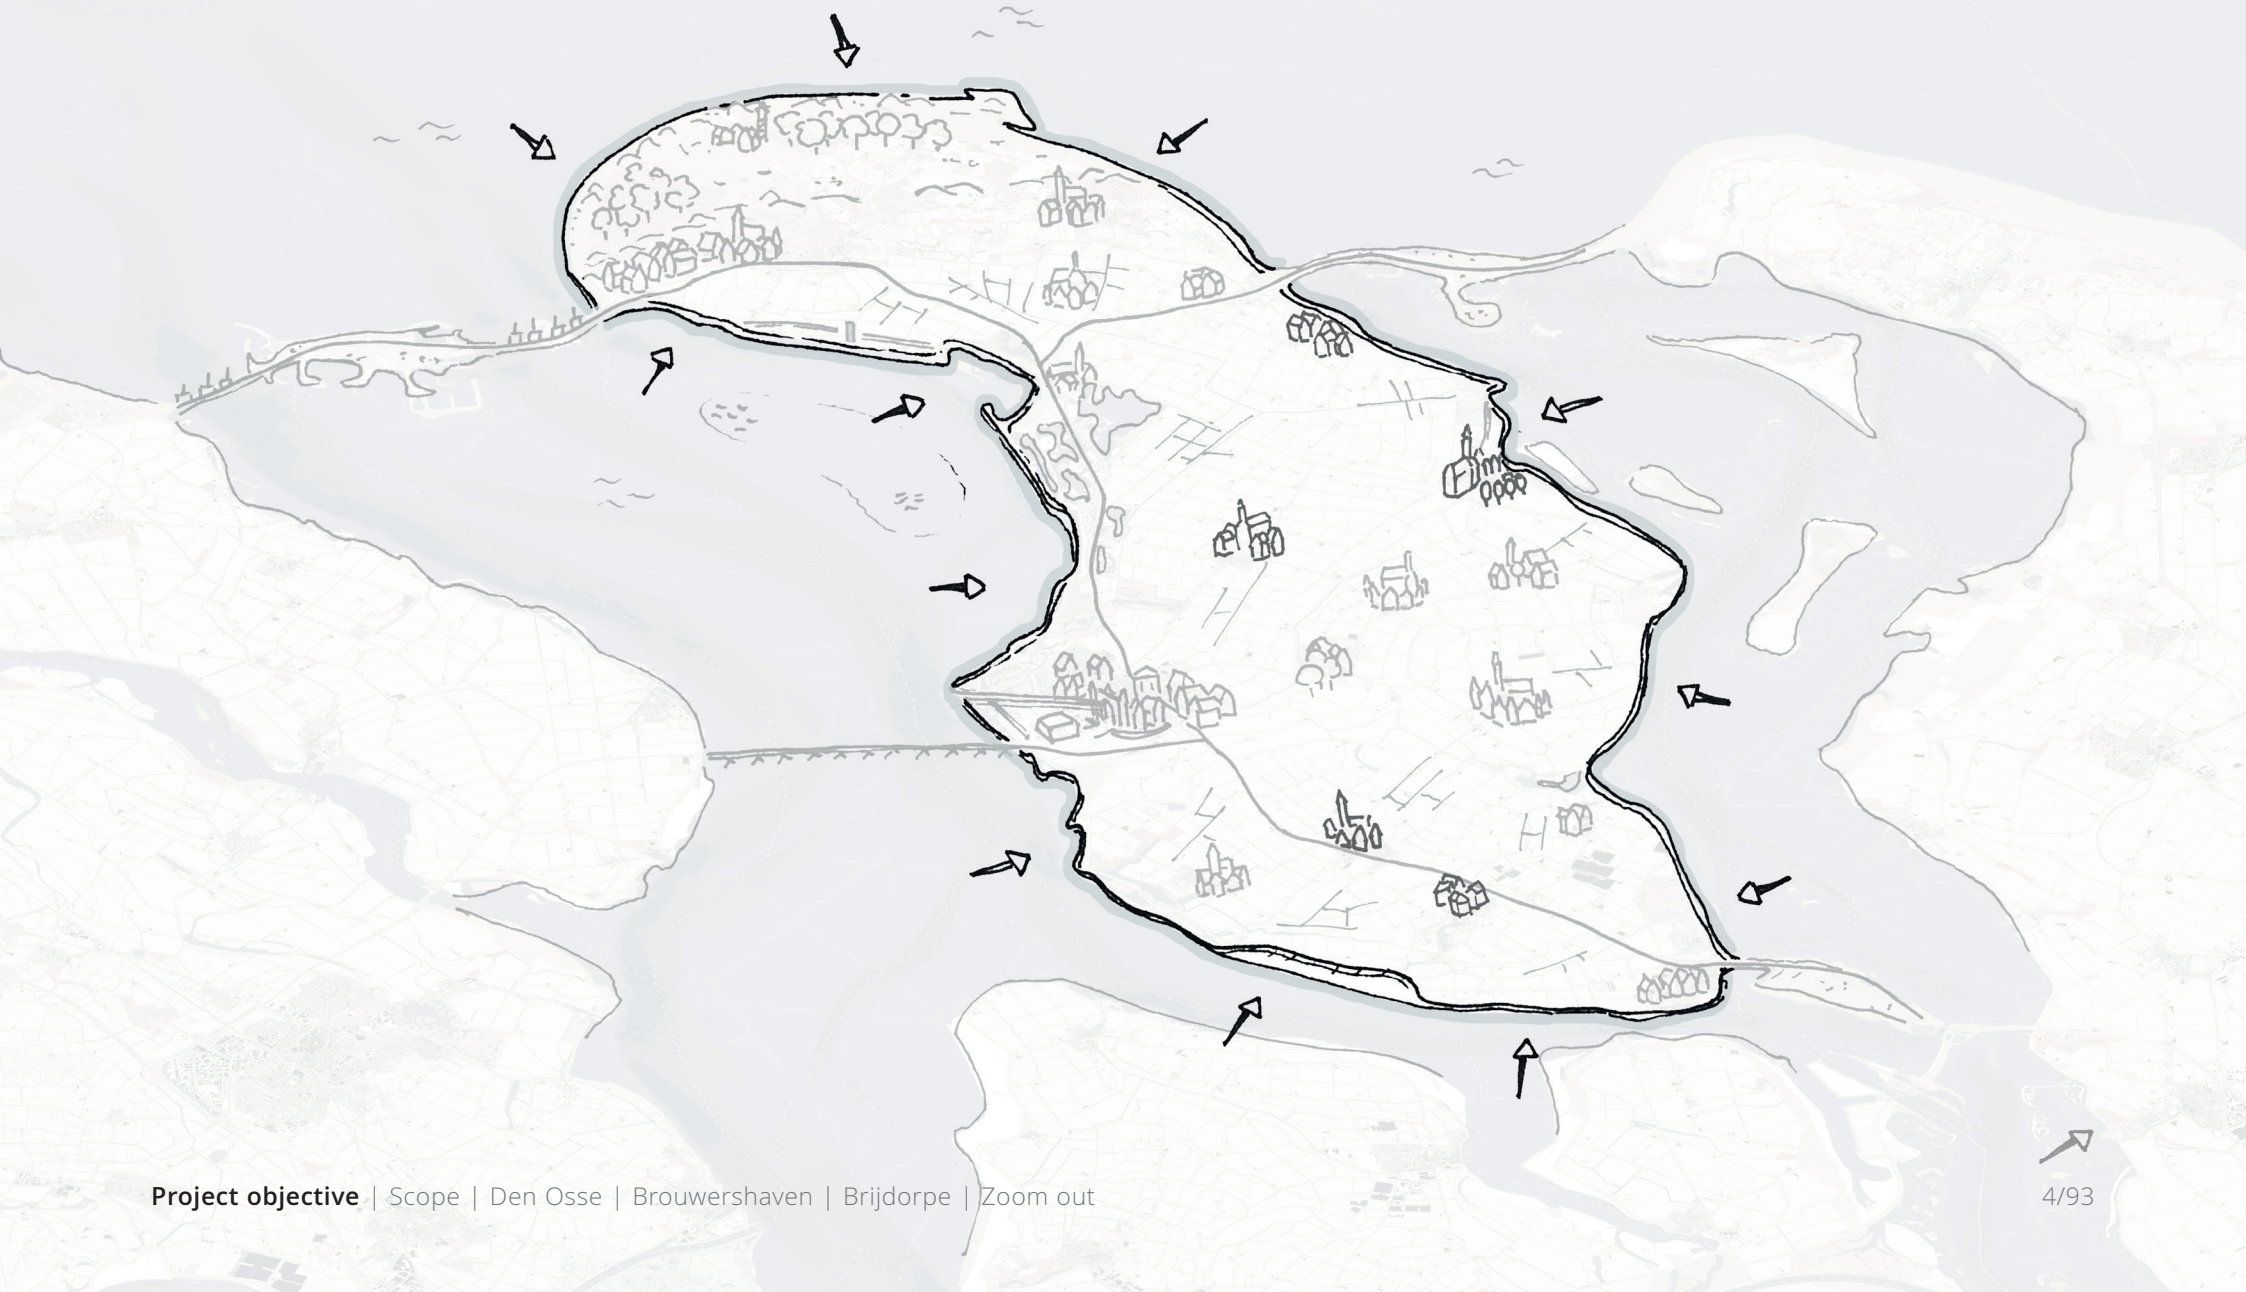 Project objective | Scope | Den Osse | Brouwershaven | Brijdorpe | Zoom out
4/93